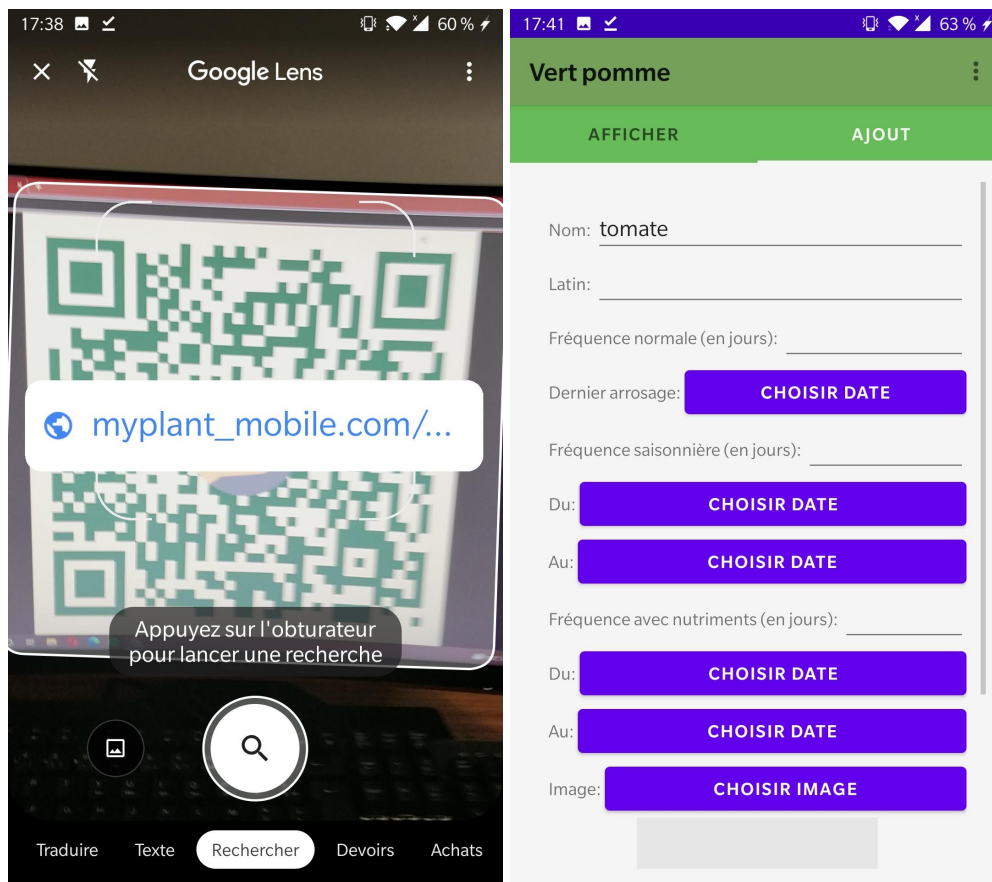 17:38
60 %
Google Lens
myplant_mobile.com/...
Appuyez sur l'obturateur
pour lancer une recherche
Traduire
Texte
Rechercher
Devoirs
Achats
17:41
63 %
Vert pomme
AFFICHER
AJOUT
Nom: tomate
Latin:
Fréquence normale (en jours):
Dernier arrosage: CHOISIR DATE
Fréquence saisonnière (en jours):
Du: CHOISIR DATE
Au: CHOISIR DATE
Fréquence avec nutriments (en jours):
Du: CHOISIR DATE
Au: CHOISIR DATE
Image: CHOISIR IMAGE